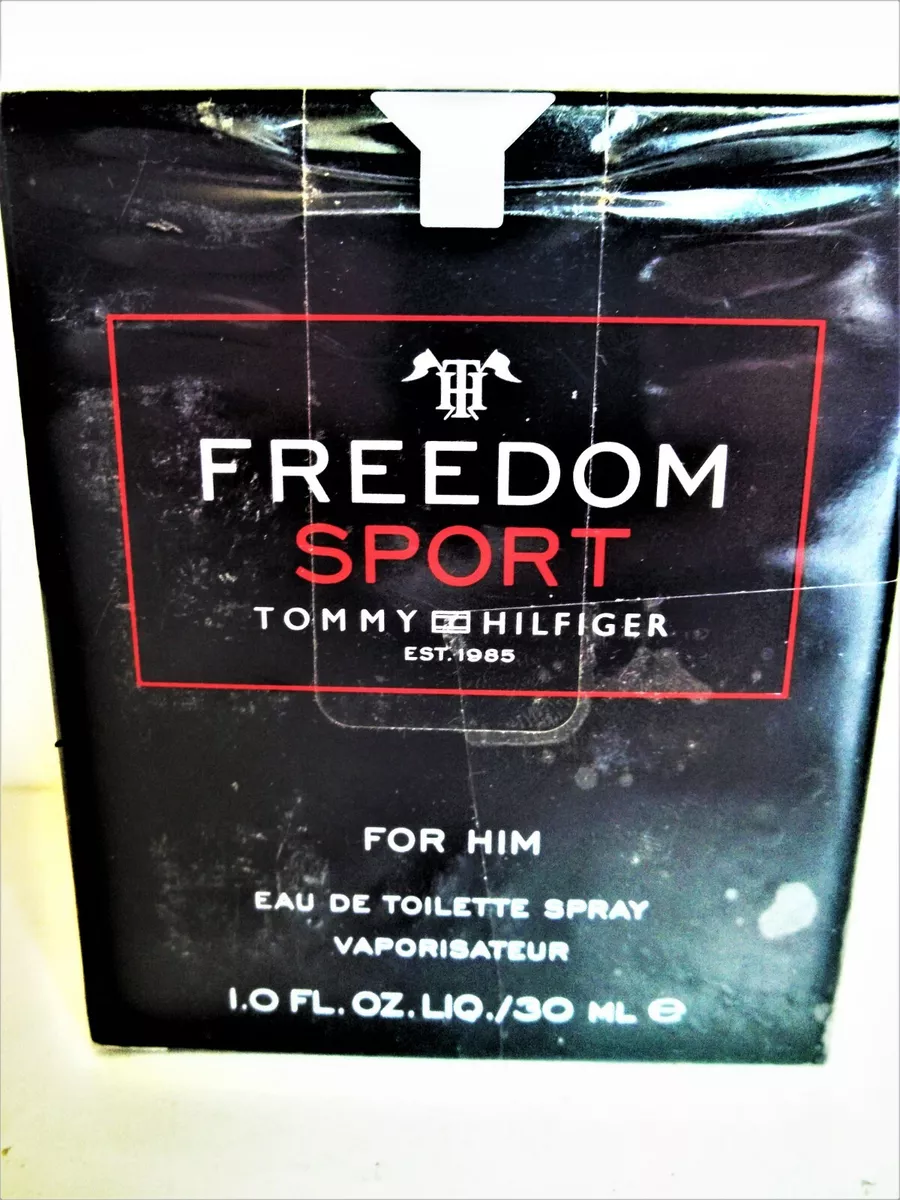 TH
FREEDOM
SPORT
TOMMY HILFIGER
EST. 1985
FOR HIM
EAU DE TOILETTE SPRAY
VAPORISATEUR
1.0 FL. OZ. LIQ./30 ML ℮